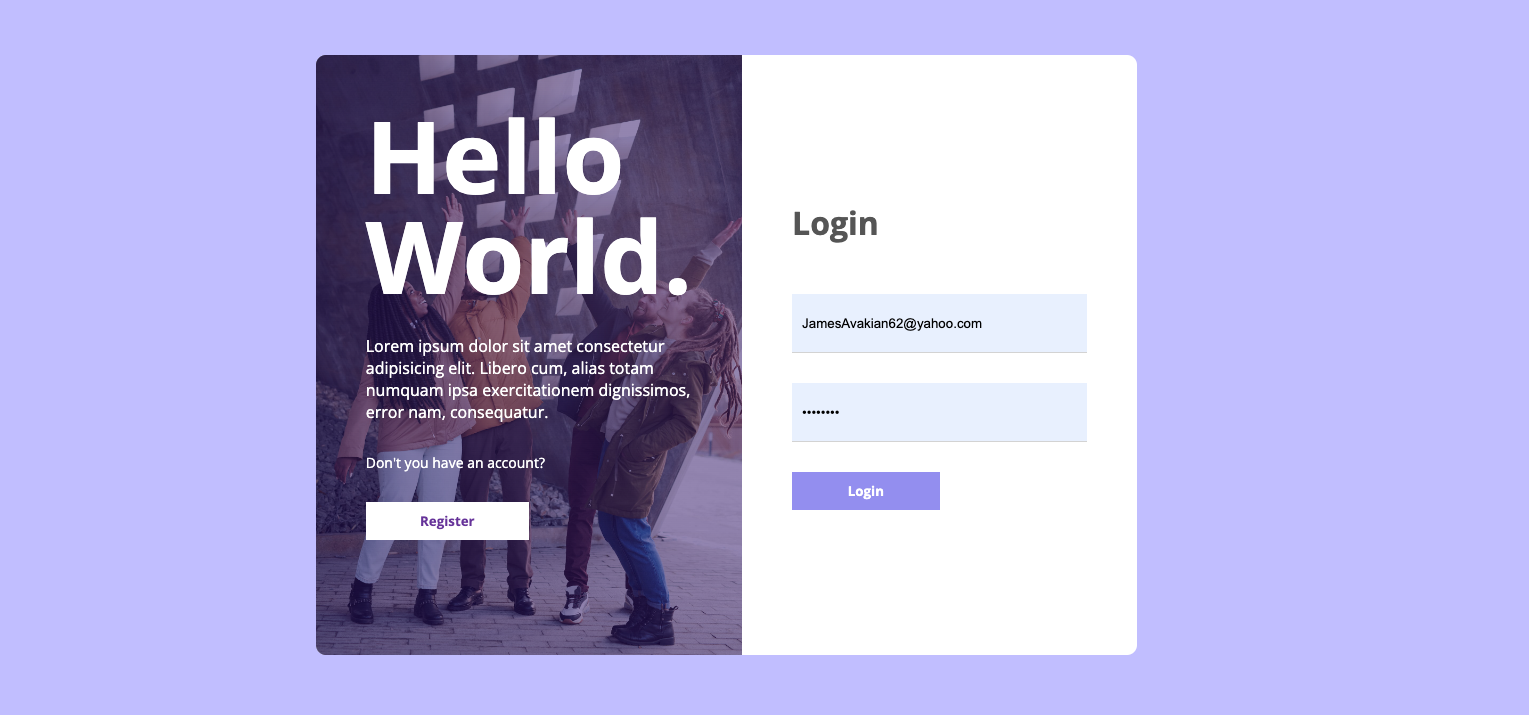 Hello
World.
Lorem ipsum dolor sit amet consectetur
adipisicing elit. Libero cum, alias totam
numquam ipsa exercitationem dignissimos,
error nam, consequatur.
Don't you have an account?
Register
Login
JamesAvakian62@yahoo.com
••••••••
Login